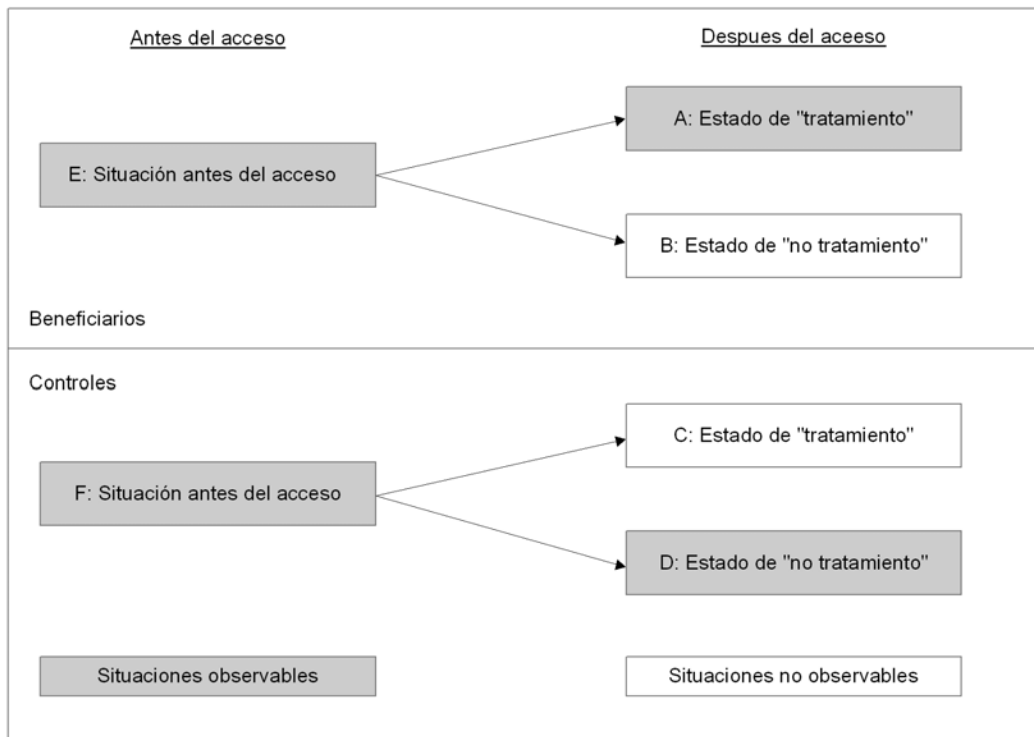 Antes del acceso
Despues del aceeso
A: Estado de "tratamiento"
E: Situación antes del acceso
B: Estado de "no tratamiento"
Beneficiarios
Controles
C: Estado de "tratamiento"
F: Situación antes del acceso
D: Estado de "no tratamiento"
Situaciones observables
Situaciones no observables